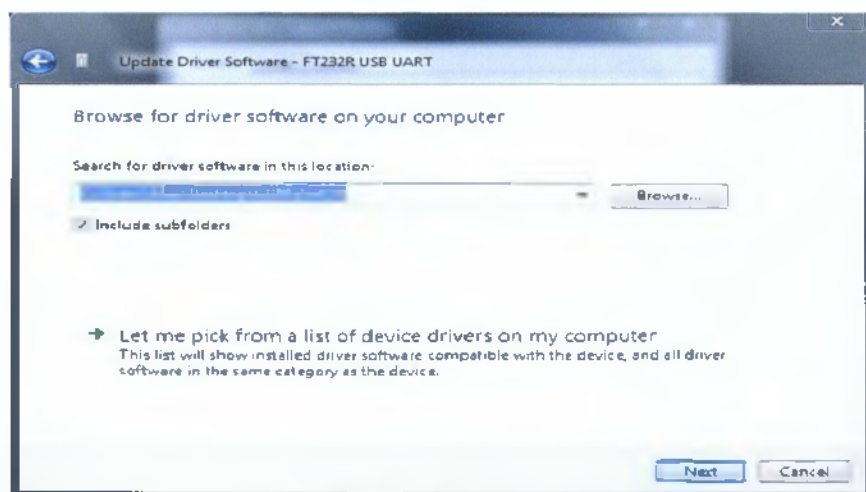 Update Driver Software - FT232R USB UART
Browse for driver software on your computer
Search for driver software in this location:
Browse...
Include subfolders
Let me pick from a list of device drivers on my computer
This list will show installed driver software compatible with the device, and all driver
software in the same category as the device.
Next Cancel